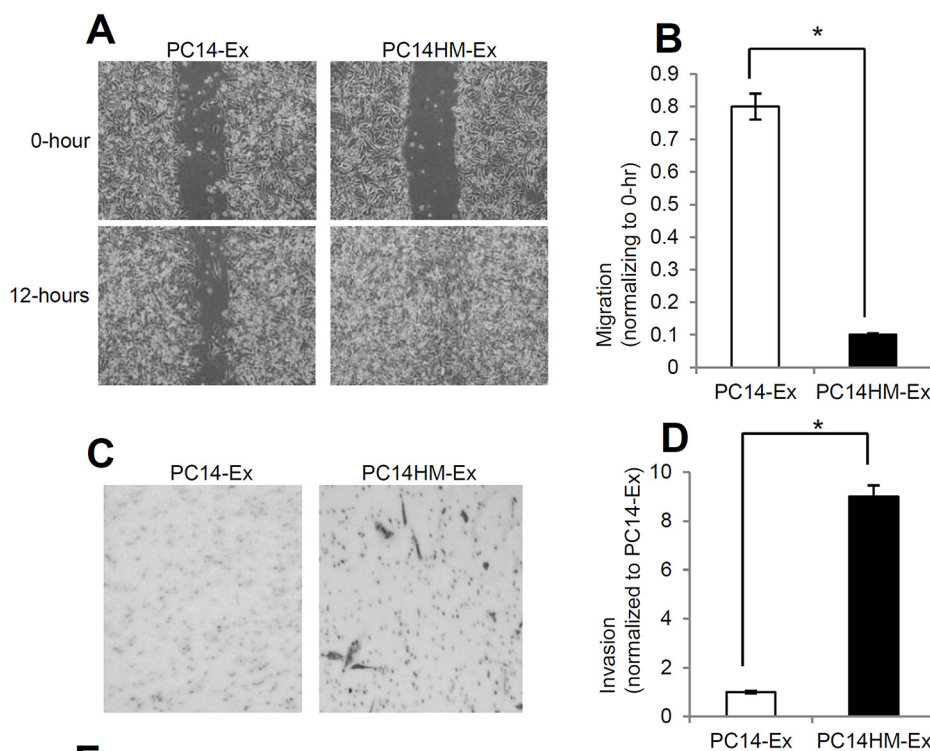 A
PC14-Ex
PC14HM-Ex
0-hour
12-hours
B
*
Migration
(normalizing to 0-hr)
0.9
0.8
0.7
0.6
0.5
0.4
0.3
0.2
0.1
0
PC14-Ex
PC14HM-Ex
C
PC14-Ex
PC14HM-Ex
D
*
Invasion
(normalized to PC14-Ex)
10
8
6
4
2
0
PC14-Ex
PC14HM-Ex